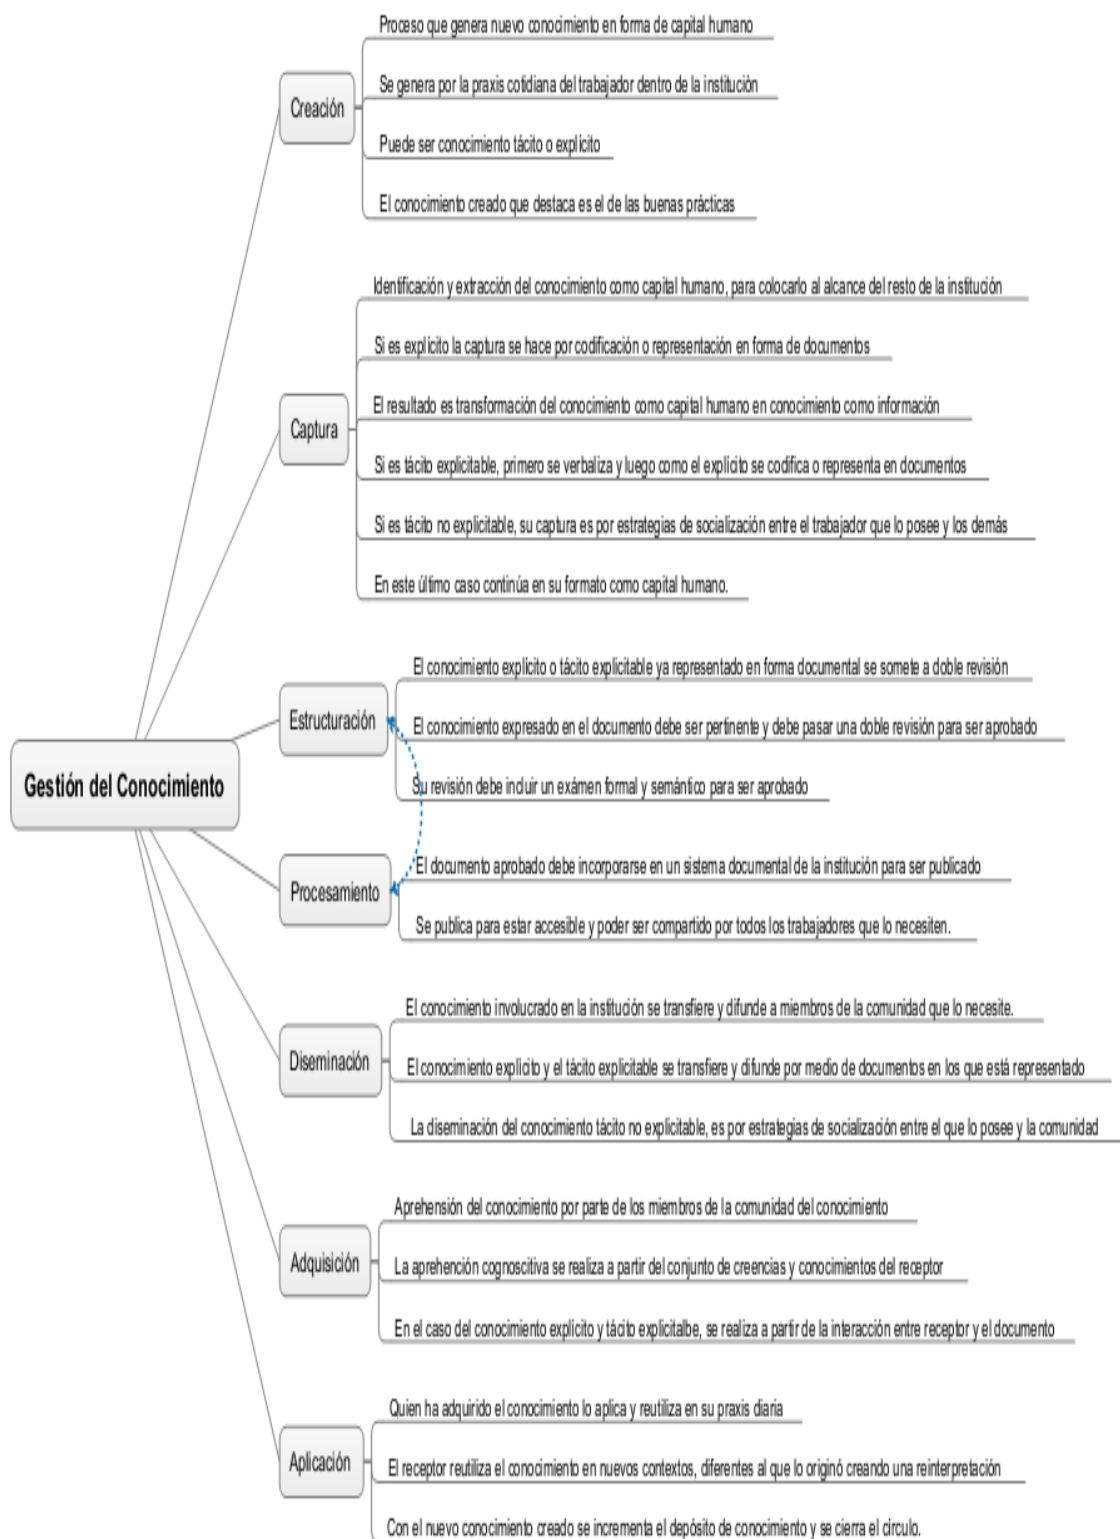 Proceso que genera nuevo conocimiento en forma de capital humano
Se genera por la praxis cotidiana del trabajador dentro de la institución
Creación
Puede ser conocimiento tácito o explícito
El conocimiento creado que destaca es el de las buenas prácticas
Identificación y extracción del conocimiento como capital humano, para colocarlo al alcance del resto de la institución
Si es explícito la captura se hace por codificación o representación en forma de documentos
El resultado es transformación del conocimiento como capital humano en conocimiento como información
Captura
Si es tácito explicitable, primero se verbaliza y luego como el explícito se codifica o representa en documentos
Si es tácito no explicitable, su captura es por estrategias de socialización entre el trabajador que lo posee y los demás
En este último caso continúa en su formato como capital humano.
El conocimiento explícito o tácito explicitable ya representado en forma documental se somete a doble revisión
Estructuración
El conocimiento expresado en el documento debe ser pertinente y debe pasar una doble revisión para ser aprobado
Su revisión debe incluir un exámen formal y semántico para ser aprobado
Gestión del Conocimiento
El documento aprobado debe incorporarse en un sistema documental de la institución para ser publicado
Procesamiento
Se publica para estar accesible y poder ser compartido por todos los trabajadores que lo necesiten.
El conocimiento involucrado en la institución se transfiere y difunde a miembros de la comunidad que lo necesite.
Diseminación
El conocimiento explícito y el tácito explicitable se transfiere y difunde por medio de documentos en los que está representado
La diseminación del conocimiento tácito no explicitable, es por estrategias de socialización entre el que lo posee y la comunidad
Aprehensión del conocimiento por parte de los miembros de la comunidad del conocimiento
Adquisición
La aprehención cognoscitiva se realiza a partir del conjunto de creencias y conocimientos del receptor
En el caso del conocimiento explícito y tácito explicitalbe, se realiza a partir de la interacción entre receptor y el documento
Quien ha adquirido el conocimiento lo aplica y reutiliza en su praxis diaria
Aplicación
El receptor reutiliza el conocimiento en nuevos contextos, diferentes al que lo originó creando una reinterpretación
Con el nuevo conocimiento creado se incrementa el depósito de conocimiento y se cierra el círculo.